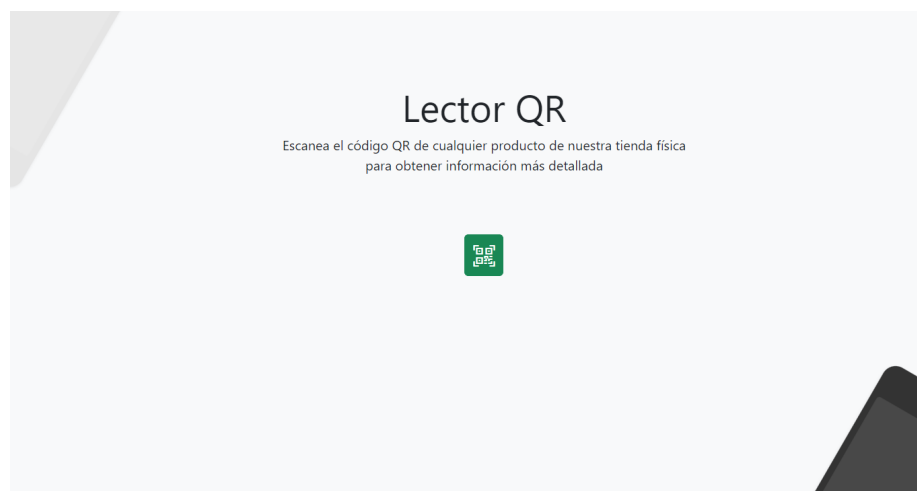 Lector QR
Escanea el código QR de cualquier producto de nuestra tienda física
para obtener información más detallada